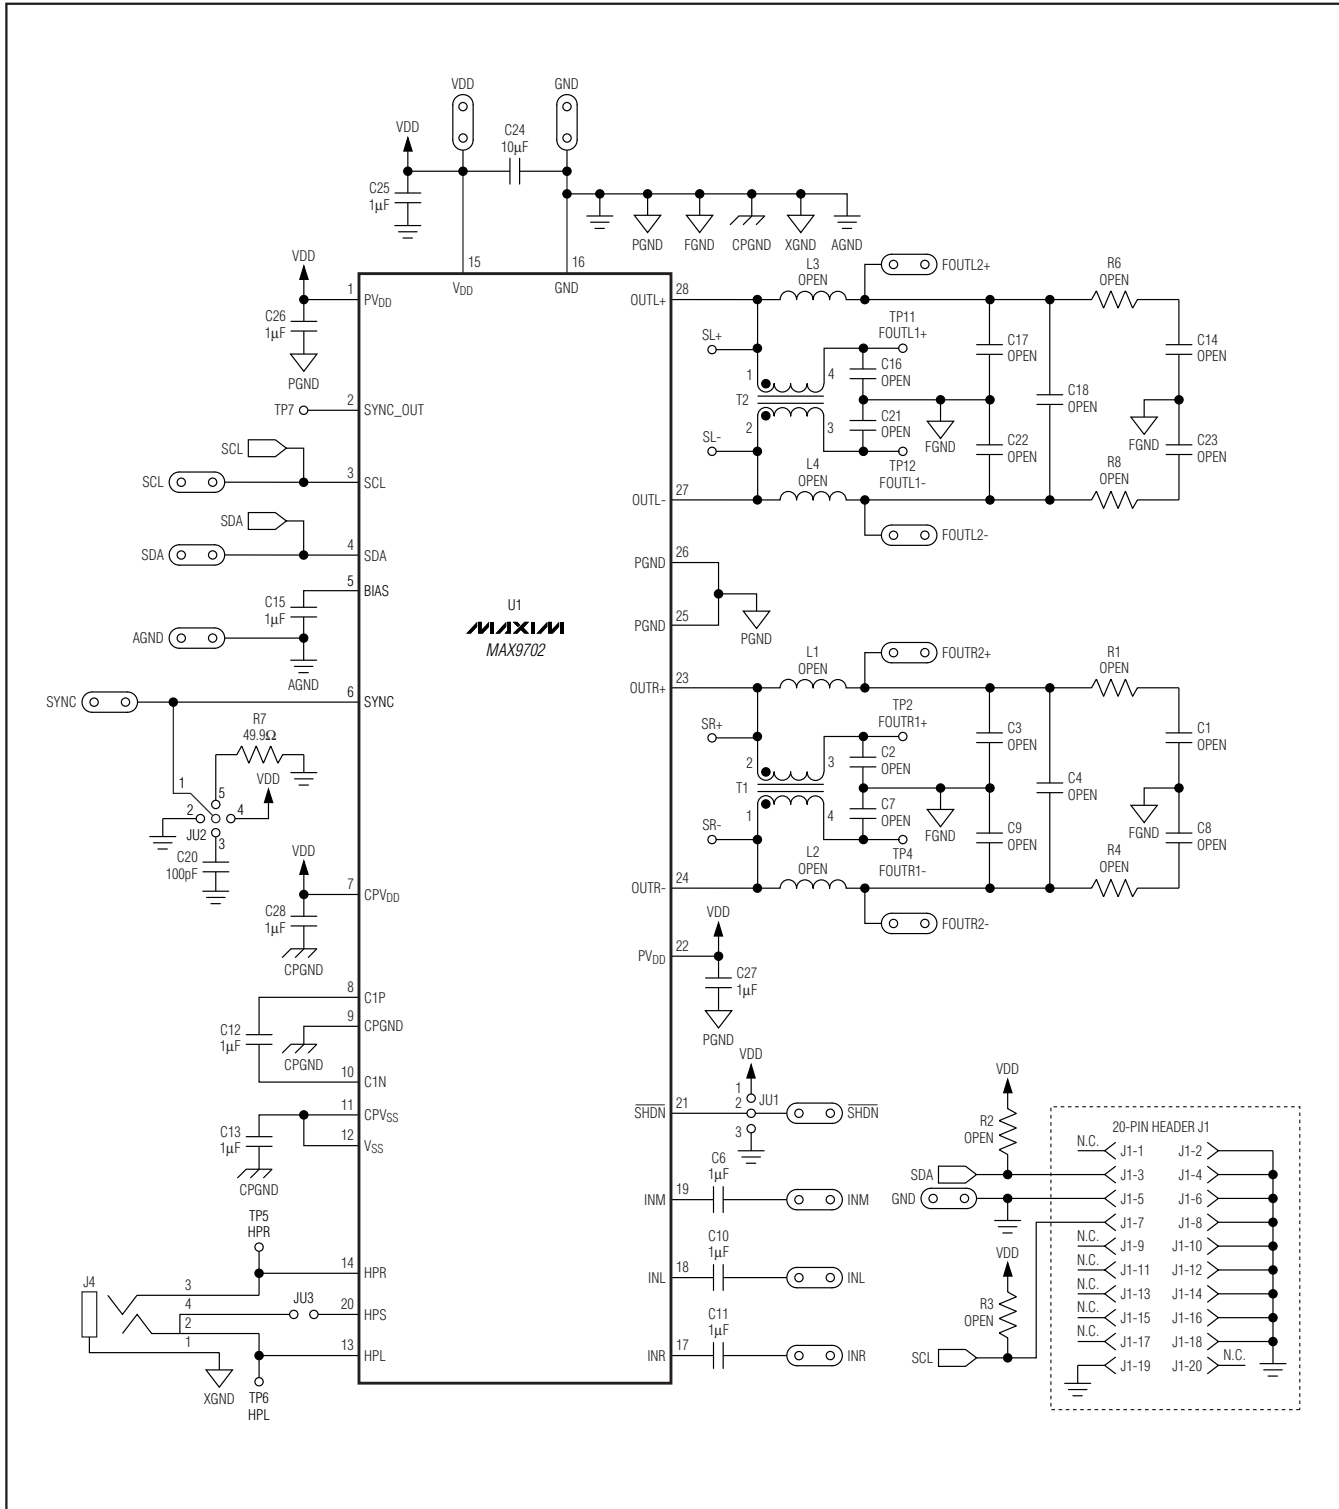 VDD
GND
VDD
C24
10µF
C25
1µF
PGND
FGND
CPGND
XGND
AGND
VDD
15
16
VDD
GND
1
PVDD
C26
1µF
PGND
TP7
2
SYNC_OUT
SCL
SCL
3
SCL
SDA
SDA
4
SDA
5
BIAS
C15
1µF
AGND
AGND
SYNC
6
SYNC
R7
49.9Ω
VDD
1
5
2
4
JU2
3
C20
100pF
VDD
7
CPVDD
C28
1µF
CPGND
8
C1P
9
CPGND
C12
1µF
CPGND
10
C1N
11
CPVSS
C13
1µF
12
VSS
CPGND
TP5
HPR
14
HPR
J4
3
4
JU3
20
HPS
2
1
13
HPL
XGND
TP6
HPL
U1
MAXIM
MAX9702
28
OUTL+
L3
OPEN
FOUTL2+
R6
OPEN
SL+
TP11
FOUTL1+
1
4
C16
OPEN
C17
OPEN
C14
OPEN
T2
C18
OPEN
2
3
C21
OPEN
FGND
C22
OPEN
FGND
C23
OPEN
SL-
TP12
FOUTL1-
L4
OPEN
R8
OPEN
27
OUTL-
FOUTL2-
26
PGND
25
PGND
PGND
23
OUTR+
L1
OPEN
FOUTR2+
R1
OPEN
SR+
TP2
FOUTR1+
2
3
C2
OPEN
C3
OPEN
C1
OPEN
T1
C4
OPEN
1
4
C7
OPEN
FGND
C9
OPEN
FGND
C8
OPEN
SR-
TP4
FOUTR1-
L2
OPEN
R4
OPEN
24
OUTR-
FOUTR2-
VDD
22
PVDD
C27
1µF
PGND
VDD
1
JU1
21
SHDN
2
SHDN
3
C6
1µF
19
INM
INM
C10
1µF
18
INL
INL
C11
1µF
17
INR
INR
VDD
R2
OPEN
SDA
GND
VDD
R3
OPEN
SCL
20-PIN HEADER J1
N.C.
J1-1
J1-2
J1-3
J1-4
J1-5
J1-6
J1-7
J1-8
N.C.
J1-9
J1-10
N.C.
J1-11
J1-12
N.C.
J1-13
J1-14
N.C.
J1-15
J1-16
N.C.
J1-17
J1-18
J1-19
J1-20
N.C.